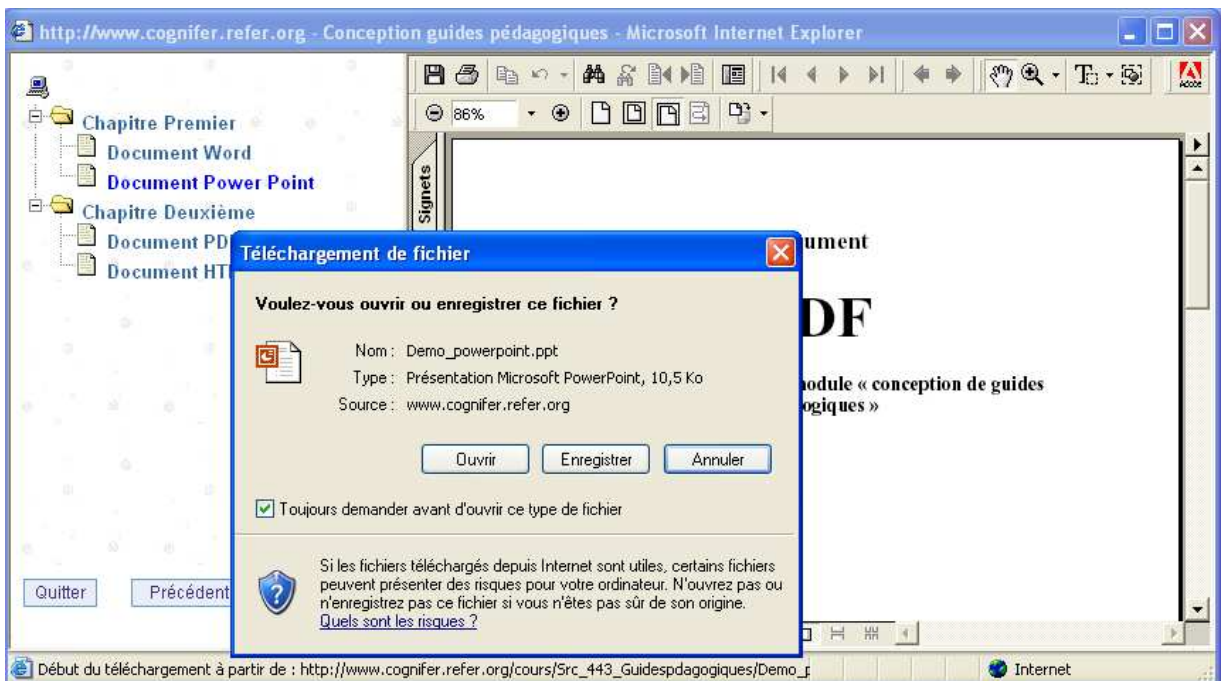 http://www.cognifer.refer.org - Conception guides pédagogiques - Microsoft Internet Explorer
Chapitre Premier
Document Word
Document Power Point
Chapitre Deuxième
Document PD
Document HT
Quitter
Précédent
86%
Adobe
Signets
ument
DF
odule « conception de guides
ogiques »
Téléchargement de fichier
Voulez-vous ouvrir ou enregistrer ce fichier ?
Nom : Demo_powerpoint.ppt
Type : Présentation Microsoft PowerPoint, 10,5 Ko
Source : www.cognifer.refer.org
Ouvrir
Enregistrer
Annuler
Toujours demander avant d'ouvrir ce type de fichier
Si les fichiers téléchargés depuis Internet sont utiles, certains fichiers
peuvent présenter des risques pour votre ordinateur. N'ouvrez pas ou
n'enregistrez pas ce fichier si vous n'êtes pas sûr de son origine.
Quels sont les risques ?
Début du téléchargement à partir de : http://www.cognifer.refer.org/cours/Src_443_Guidespdagogiques/Demo_p
Internet